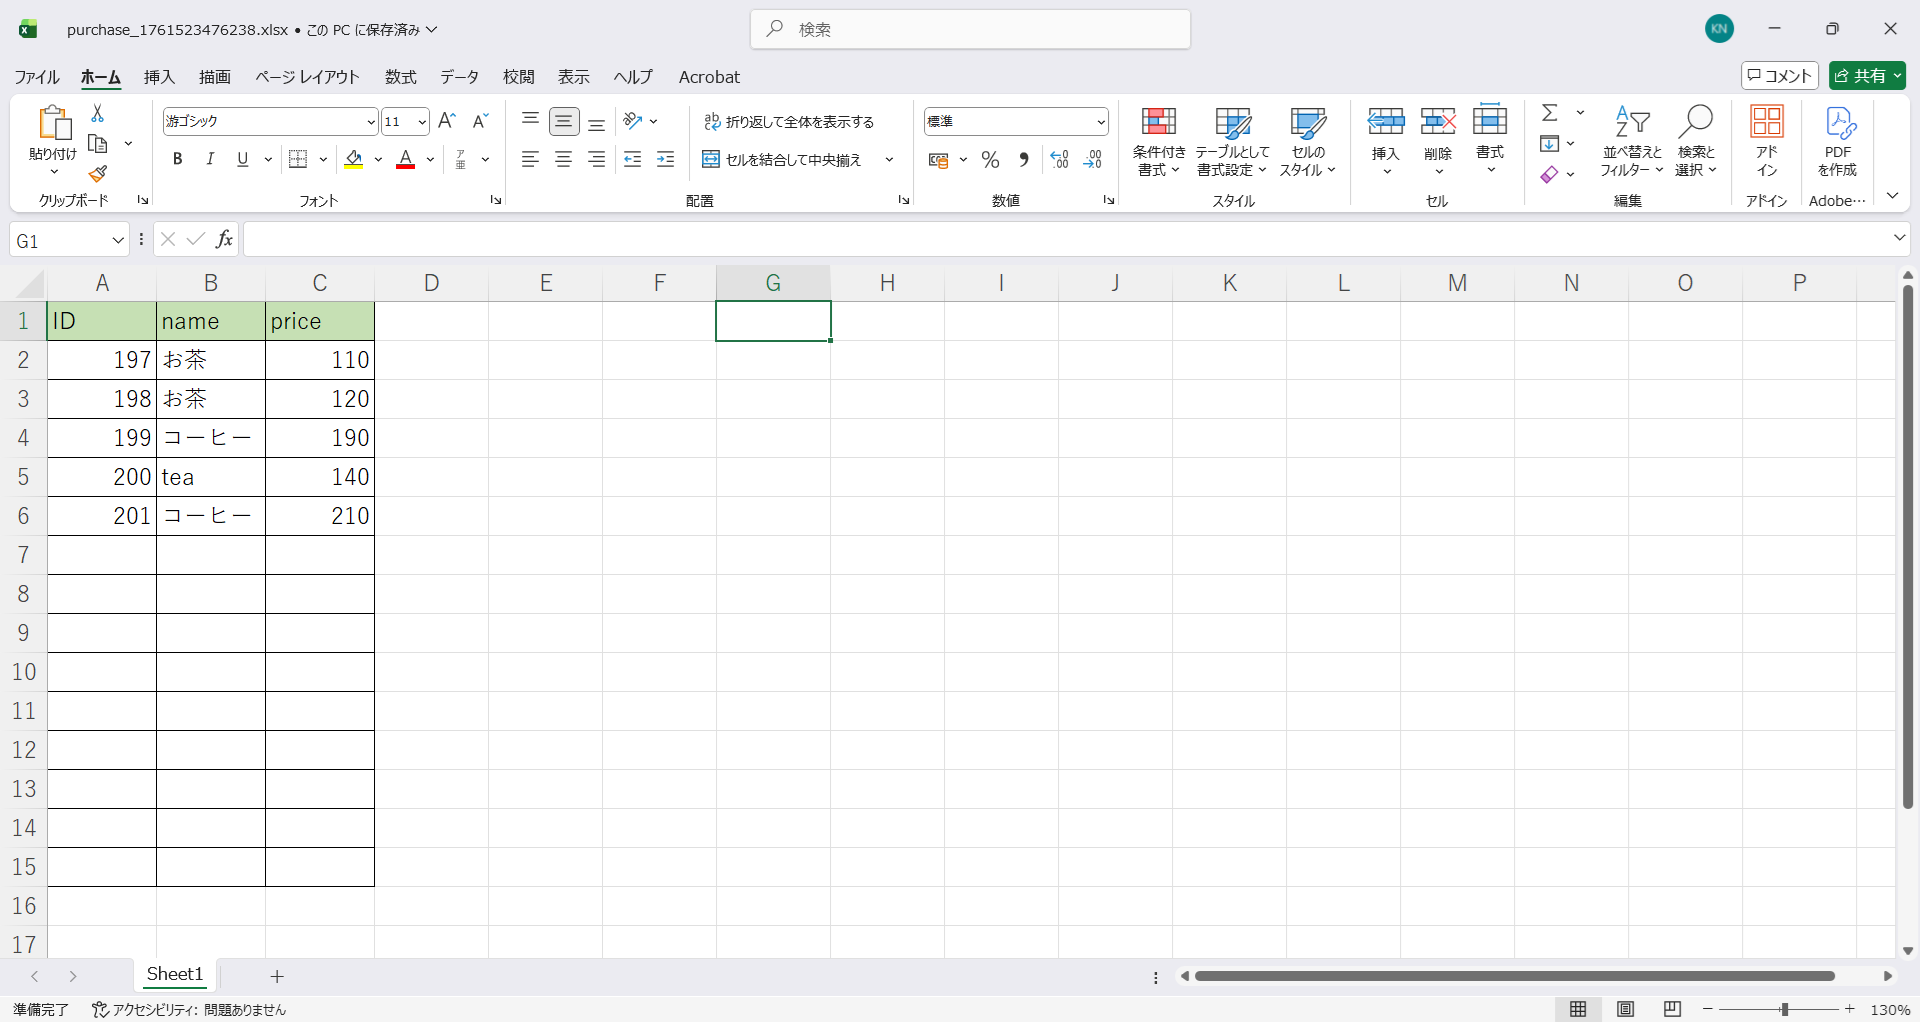 purchase_1761523476238.xlsx • この PC に保存済み
検索
KN
ファイル ホーム 挿入 描画 ページ レイアウト 数式 データ 校閲 表示 ヘルプ Acrobat
コメント 共有
貼り付け
クリップボード
游ゴシック 11
B I U
フォント
折り返して全体を表示する
セルを結合して中央揃え
配置
標準
数値
条件付き書式
テーブルとして書式設定
セルのスタイル
スタイル
挿入 削除 書式
セル
並べ替えとフィルター
検索と選択
編集
アドイン
アドイン
PDF を作成
Adobe…
G1
fx
A B C D E F G H I J K L M N O P
1 ID name price
2 197 お茶 110
3 198 お茶 120
4 199 コーヒー 190
5 200 tea 140
6 201 コーヒー 210
7
8
9
10
11
12
13
14
15
16
17
Sheet1
準備完了 アクセシビリティ: 問題ありません 130%